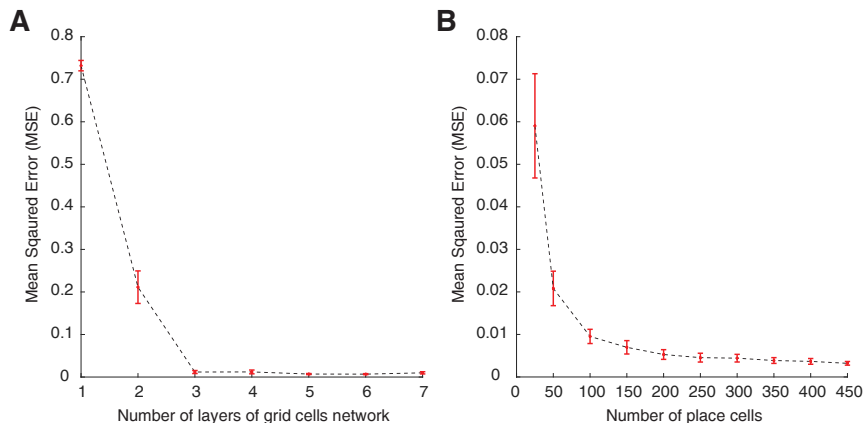 A
B
Mean Sqaured Error (MSE)
0.8
0.7
0.6
0.5
0.4
0.3
0.2
0.1
0
1 2 3 4 5 6 7
Number of layers of grid cells network
Mean Sqaured Error (MSE)
0.08
0.07
0.06
0.05
0.04
0.03
0.02
0.01
0
0 50 100 150 200 250 300 350 400 450
Number of place cells